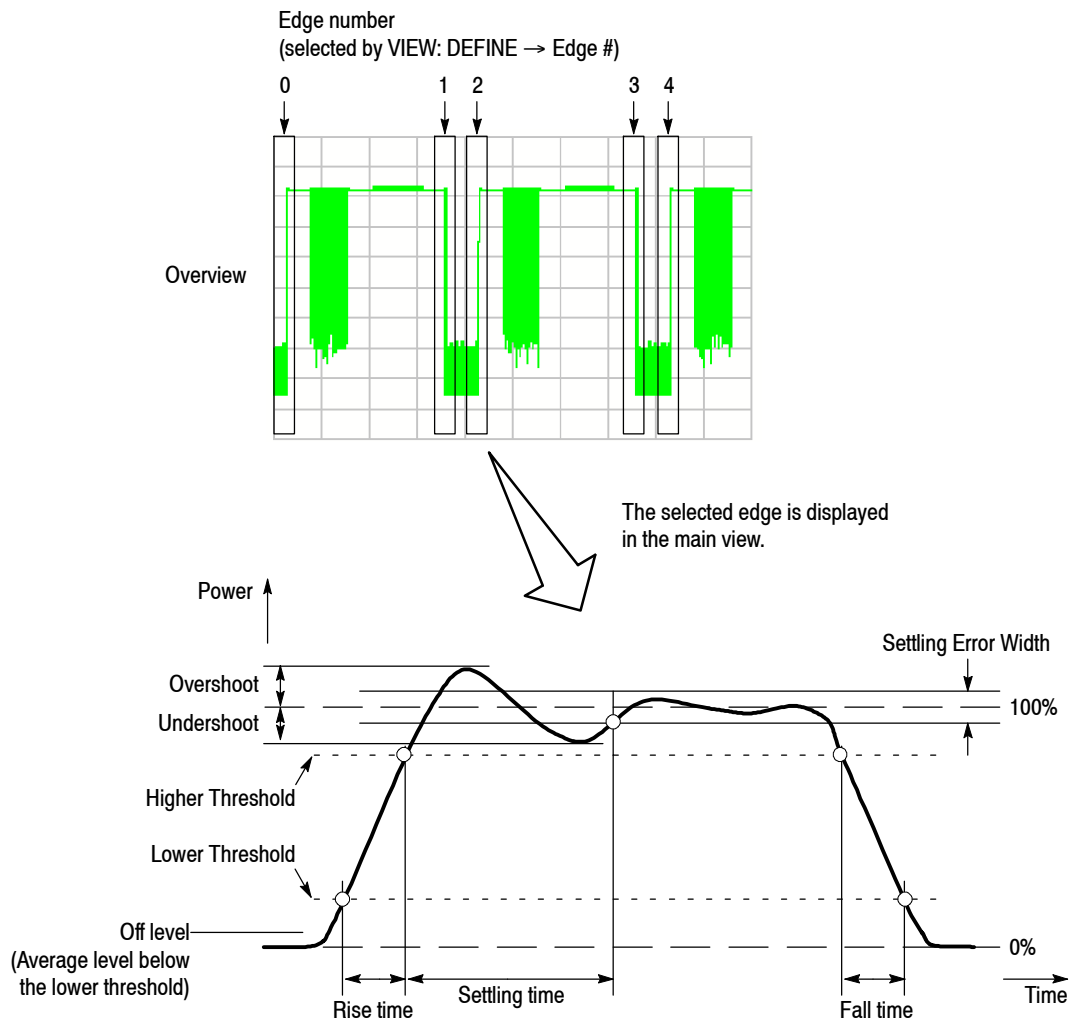 Edge number
(selected by VIEW: DEFINE → Edge #)
0 1 2 3 4
Overview
The selected edge is displayed
in the main view.
Power
Settling Error Width
Overshoot
100%
Undershoot
Higher Threshold
Lower Threshold
Off level
(Average level below
the lower threshold)
0%
Rise time
Settling time
Fall time
Time